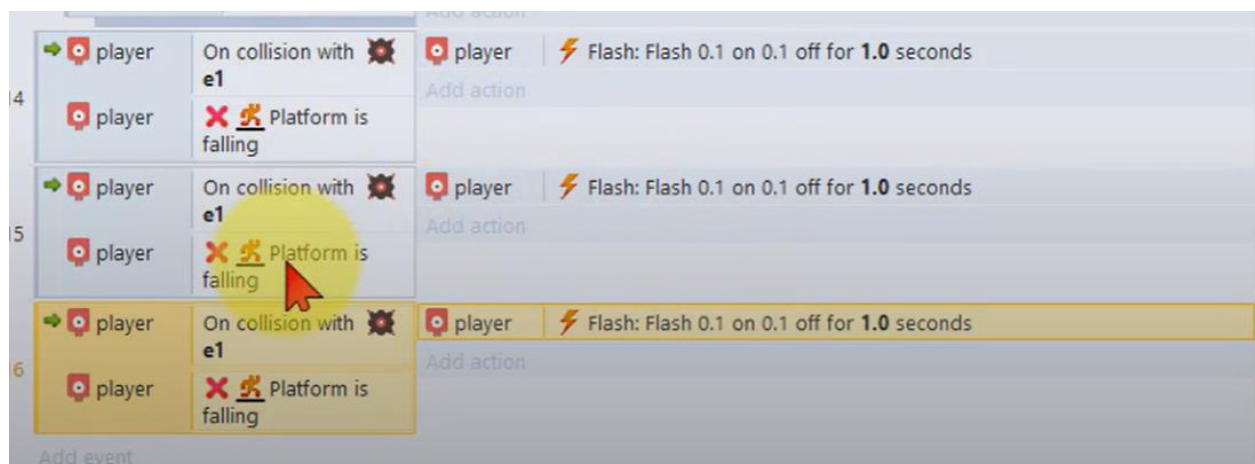 Add action
player On collision with e1 player Flash: Flash 0.1 on 0.1 off for 1.0 seconds
Add action
14
player Platform is falling
player On collision with e1 player Flash: Flash 0.1 on 0.1 off for 1.0 seconds
Add action
15
player Platform is falling
player On collision with e1 player Flash: Flash 0.1 on 0.1 off for 1.0 seconds
Add action
16
player Platform is falling
Add event